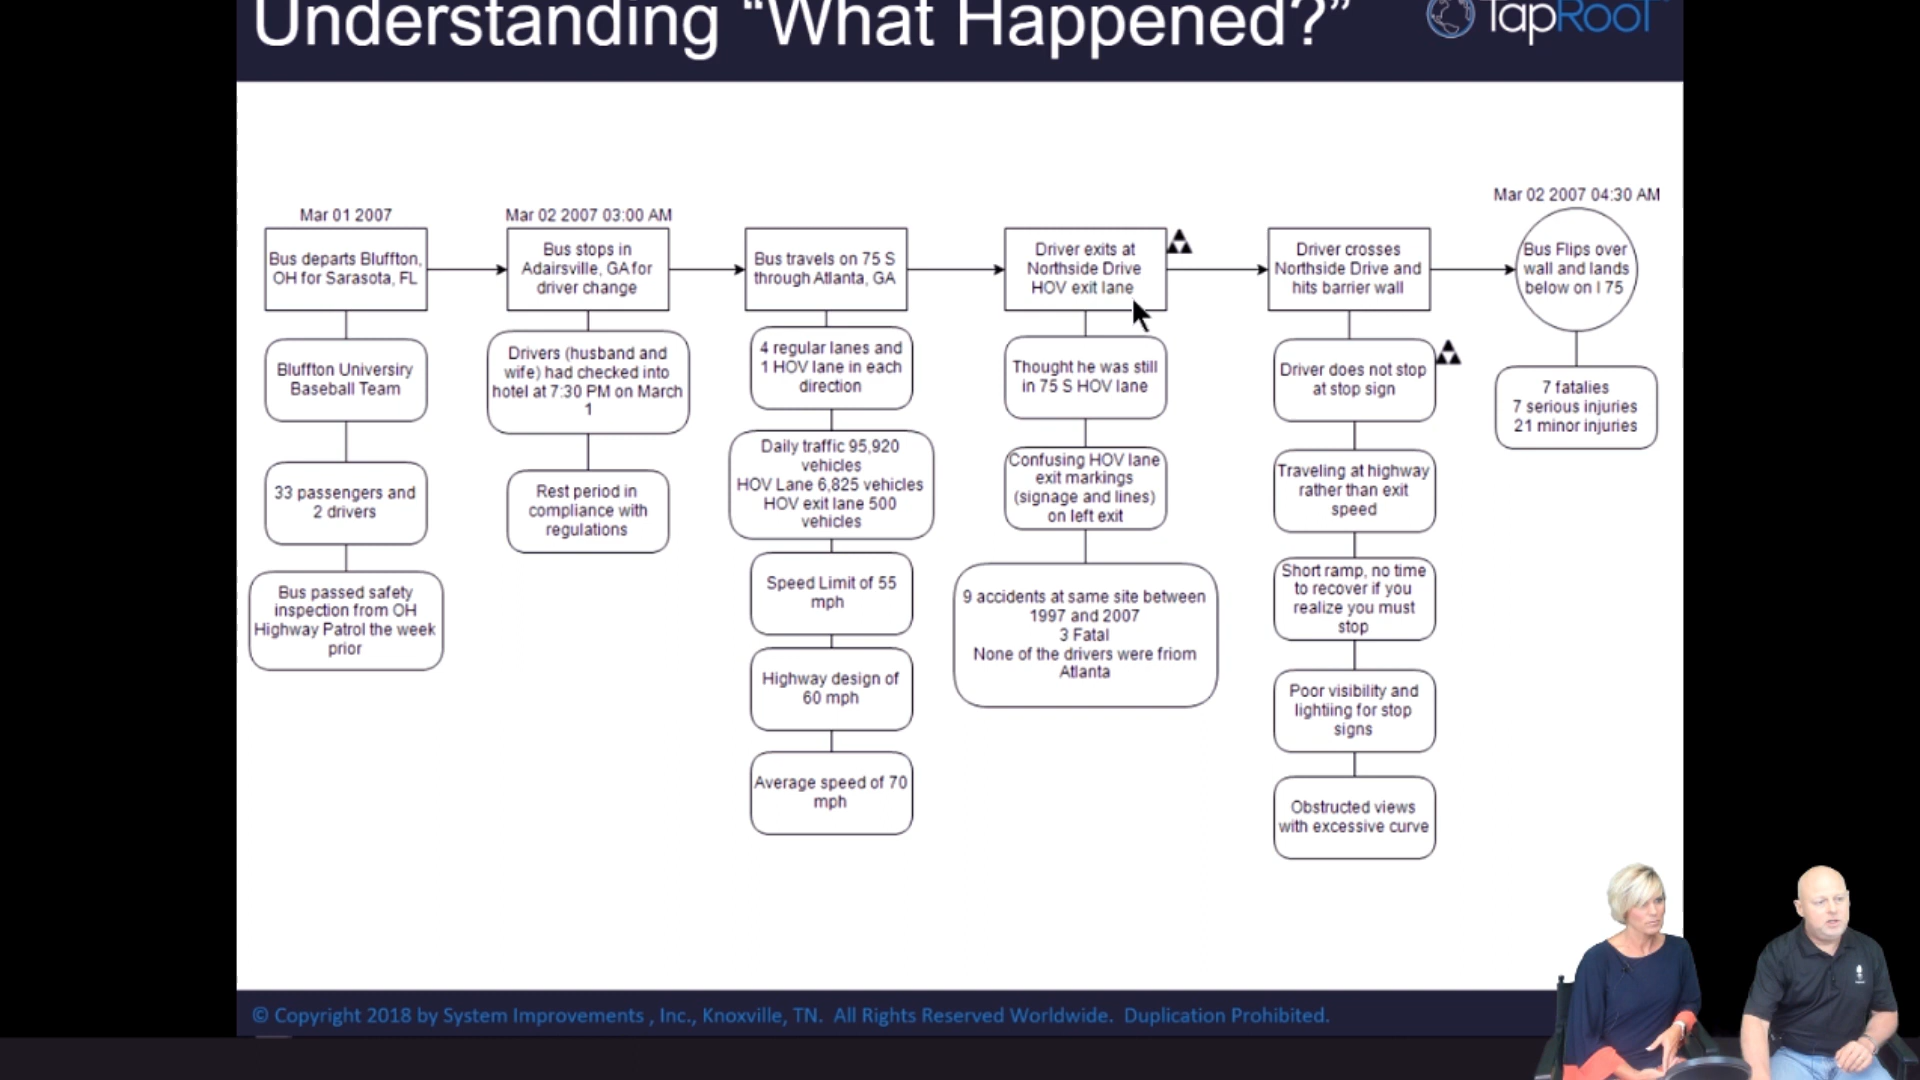 Understanding “What Happened?”
TapRooT
Mar 01 2007
Bus departs Bluffton,
OH for Sarasota, FL
Bluffton Universiry
Baseball Team
33 passengers and
2 drivers
Bus passed safety
inspection from OH
Highway Patrol the week
prior
Mar 02 2007 03:00 AM
Bus stops in
Adairsville, GA for
driver change
Drivers (husband and
wife) had checked into
hotel at 7:30 PM on March
1
Rest period in
compliance with
regulations
Bus travels on 75 S
through Atlanta, GA
4 regular lanes and
1 HOV lane in each
direction
Daily traffic 95,920
vehicles
HOV Lane 6,825 vehicles
HOV exit lane 500
vehicles
Speed Limit of 55
mph
Highway design of
60 mph
Average speed of 70
mph
Driver exits at
Northside Drive
HOV exit lane
Thought he was still
in 75 S HOV lane
Confusing HOV lane
exit markings
(signage and lines)
on left exit
9 accidents at same site between
1997 and 2007
3 Fatal
None of the drivers were friom
Atlanta
Driver crosses
Northside Drive and
hits barrier wall
Driver does not stop
at stop sign
Traveling at highway
rather than exit
speed
Short ramp, no time
to recover if you
realize you must
stop
Poor visibility and
lightiing for stop
signs
Obstructed views
with excessive curve
Mar 02 2007 04:30 AM
Bus Flips over
wall and lands
below on I 75
7 fatalies
7 serious injuries
21 minor injuries
© Copyright 2018 by System Improvements , Inc., Knoxville, TN. All Rights Reserved Worldwide. Duplication Prohibited.